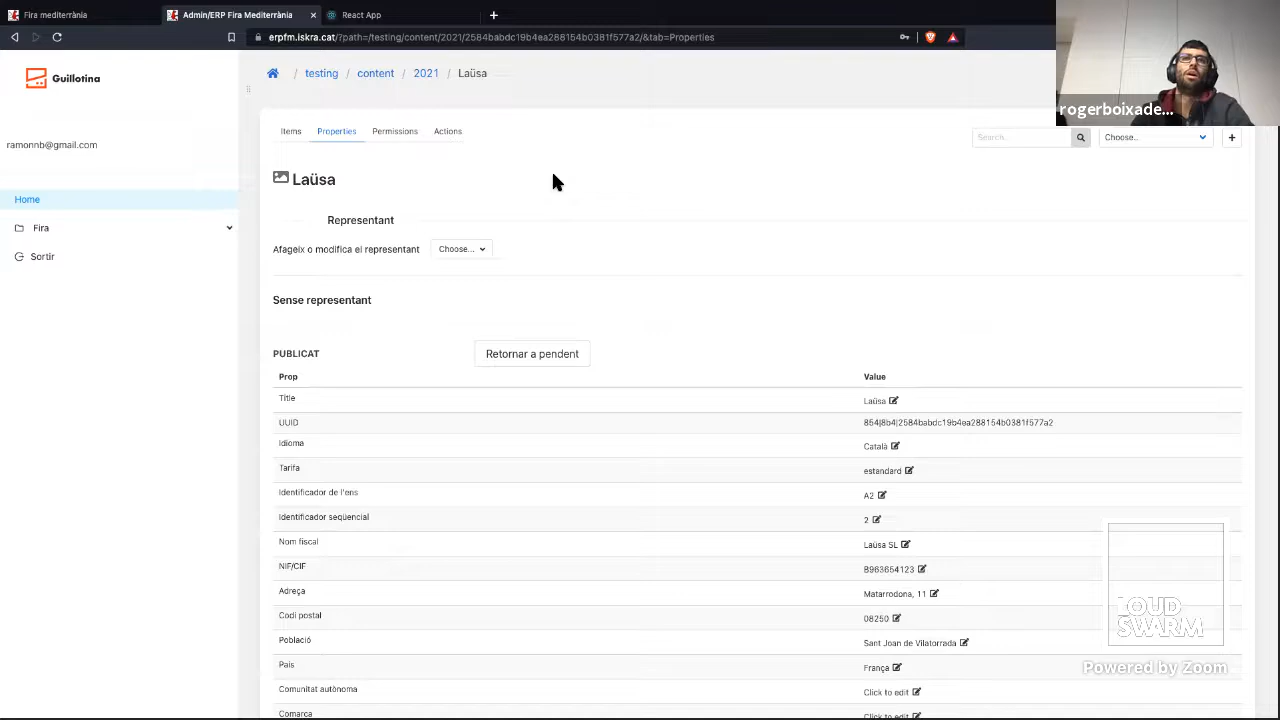 Fira mediterrània
Admin/ERP Fira Mediterrània
React App
erpfm.iskra.cat/?path=/testing/content/2021/2584babdc19b4ea288154b0381f577a2/&tab=Properties
rogerboixade...
Guillotina
/ testing / content / 2021 / Laüsa
ramonnb@gmail.com
Items Properties Permissions Actions
Search...
Choose...
Home
Fira
Sortir
Laüsa
Representant
Afageix o modifica el representant Choose...
Sense representant
PUBLICAT Retornar a pendent
Prop Value
Title Laüsa
UUID 854|8b4|2584babdc19b4ea288154b0381f577a2
Idioma Català
Tarifa estandard
Identificador de l'ens A2
Identificador seqüencial 2
Nom fiscal Laüsa SL
NIF/CIF B963654123
Adreça Matarrodona, 11
Codi postal 08250
Població Sant Joan de Vilatorrada
País França
Comunitat autònoma Click to edit
Comarca Click to edit
LOUD
SWARM
Powered by Zoom